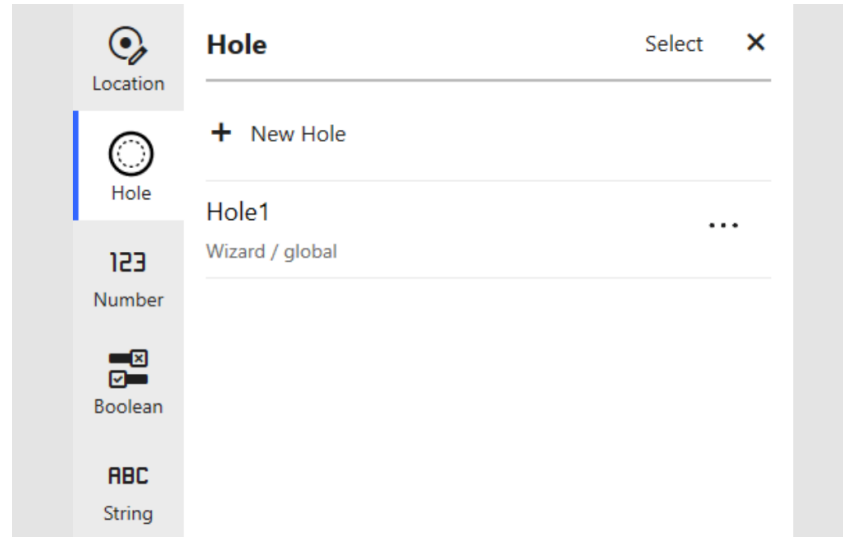 Location
Hole
123
Number
Boolean
ABC
String
Hole
Select
+ New Hole
Hole1
Wizard / global